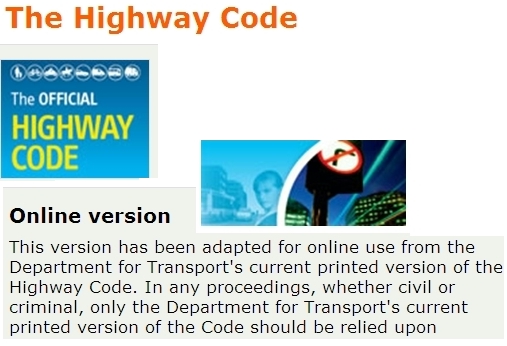 The Highway Code
The OFFICIAL
HIGHWAY
CODE
Online version
This version has been adapted for online use from the
Department for Transport's current printed version of the
Highway Code. In any proceedings, whether civil or
criminal, only the Department for Transport's current
printed version of the Code should be relied upon